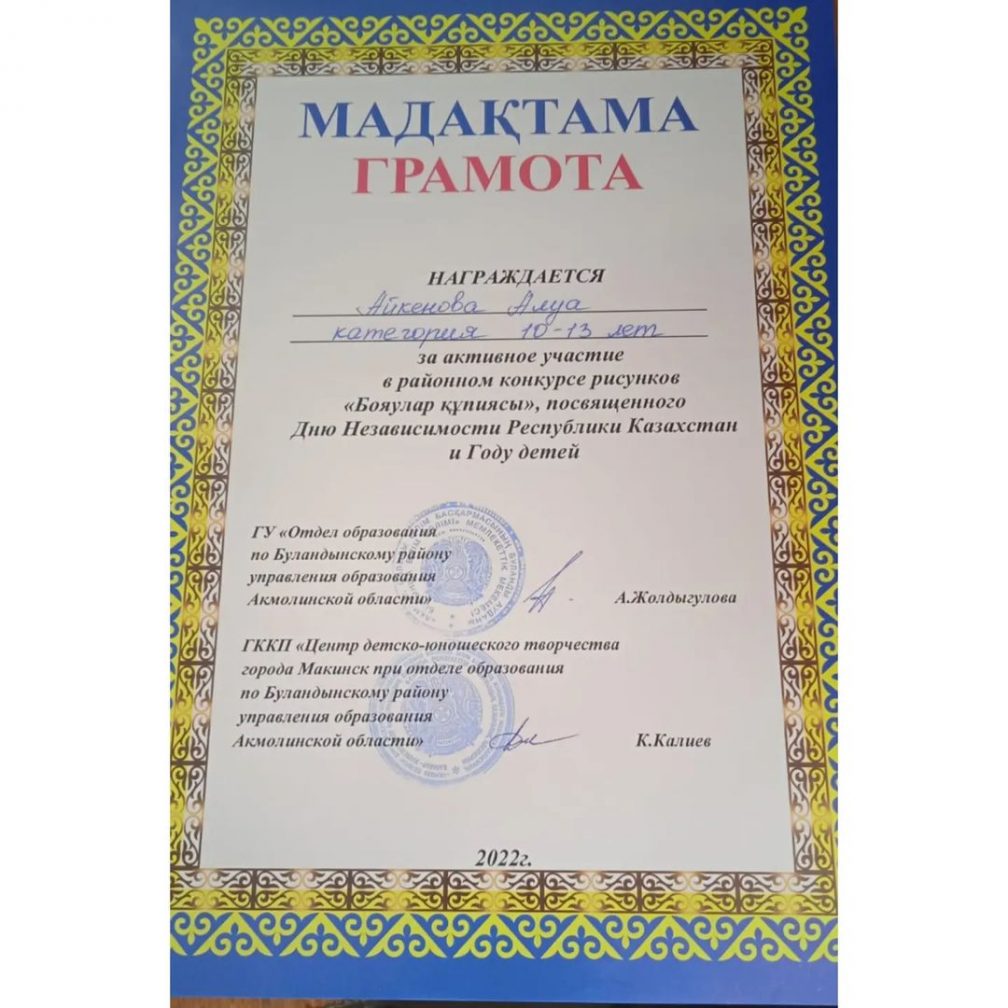 МАДАҚТАМА
ГРАМОТА
НАГРАЖДАЕТСЯ
Айкенова Алуа
категория 10-13 лет
за активное участие
в районном конкурсе рисунков
«Бояулар құпиясы», посвященного
Дню Независимости Республики Казахстан
и Году детей
ГУ «Отдел образования
по Буландынскому району
управления образования
Акмолинской области»
А.Жолдыгулова
ГККП «Центр детско-юношеского творчества
города Макинск при отделе образования
по Буландынскому району
управления образования
Акмолинской области»
К.Калиев
2022г.